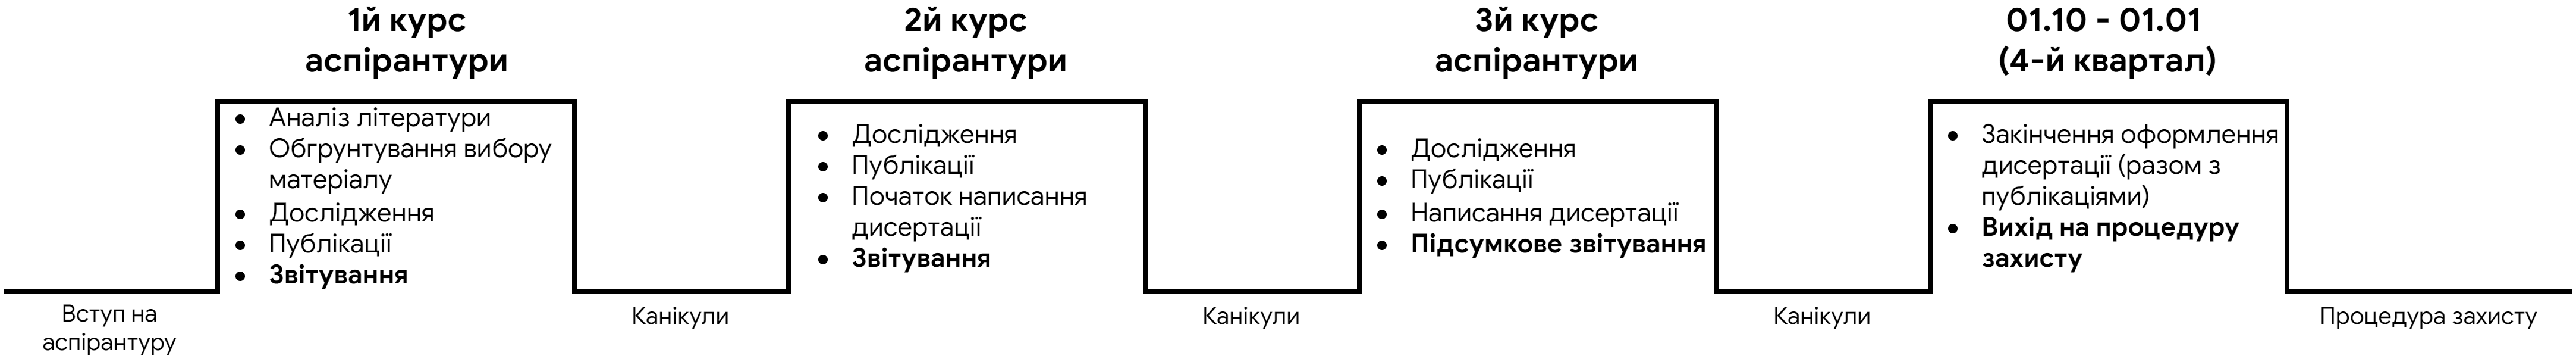 1й курс
аспірантури
2й курс
аспірантури
3й курс
аспірантури
01.10 - 01.01
(4-й квартал)
● Аналіз літератури
● Обгрунтування вибору
матеріалу
● Дослідження
● Публікації
● Звітування
● Дослідження
● Публікації
● Початок написання
дисертації
● Звітування
● Дослідження
● Публікації
● Написання дисертації
● Підсумкове звітування
● Закінчення оформлення
дисертації (разом з
публікаціями)
● Вихід на процедуру
захисту
Вступ на
аспірантуру
Канікули
Канікули
Канікули
Процедура захисту